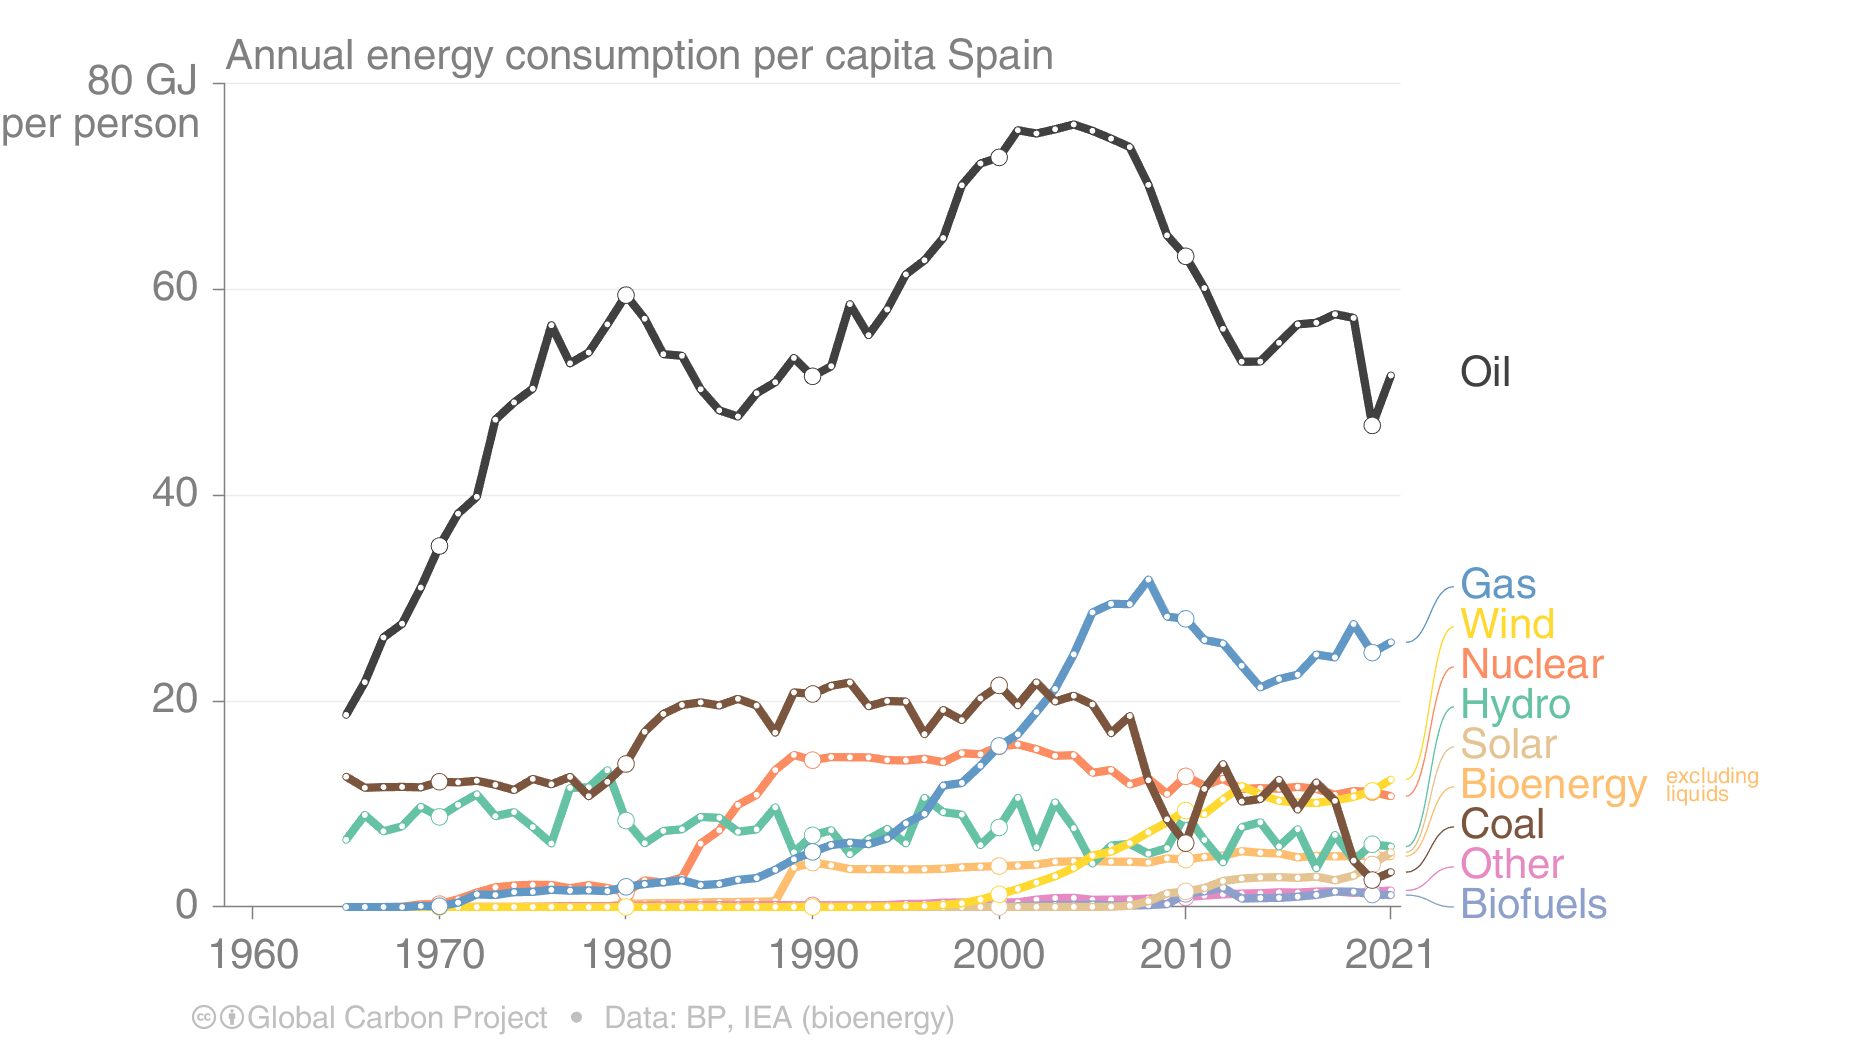 Annual energy consumption per capita Spain
80 GJ
per person
60
40
20
0
1960 1970 1980 1990 2000 2010 2021
Oil
Gas
Wind
Nuclear
Hydro
Solar
Bioenergy excluding
liquids
Coal
Other
Biofuels
cc Global Carbon Project • Data: BP, IEA (bioenergy)